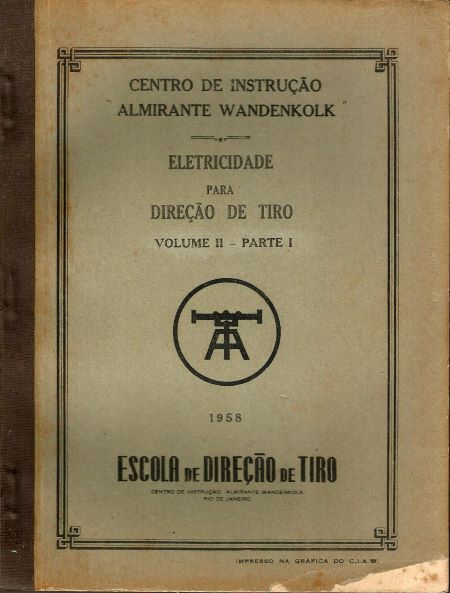 CENTRO DE INSTRUÇÃO
"ALMIRANTE WANDENKOLK"
ELETRICIDADE
PARA
DIREÇÃO DE TIRO
VOLUME II - PARTE I
1958
ESCOLA DE DIREÇÃO DE TIRO
CENTRO DE INSTRUÇÃO ALMIRANTE WANDENKOLK
RIO DE JANEIRO
IMPRESSO NA GRÁFICA DO C.I.A.W.